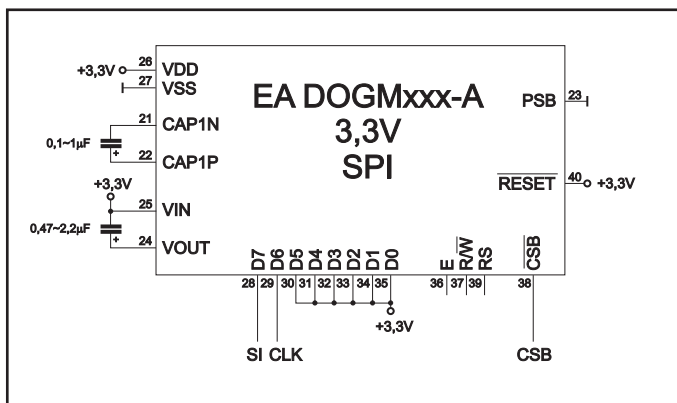 EA DOGMxxx-A
3,3V
SPI
+3,3V
26 VDD
27 VSS
21 CAP1N
0,1~1µF
+
22 CAP1P
+3,3V
25 VIN
0,47~2,2µF
+
24 VOUT
PSB 23
RESET 40 +3,3V
D7 D6 D5 D4 D3 D2 D1 D0 E R/W RS CSB
28 29 30 31 32 33 34 35 36 37 39 38
+3,3V
SI CLK CSB